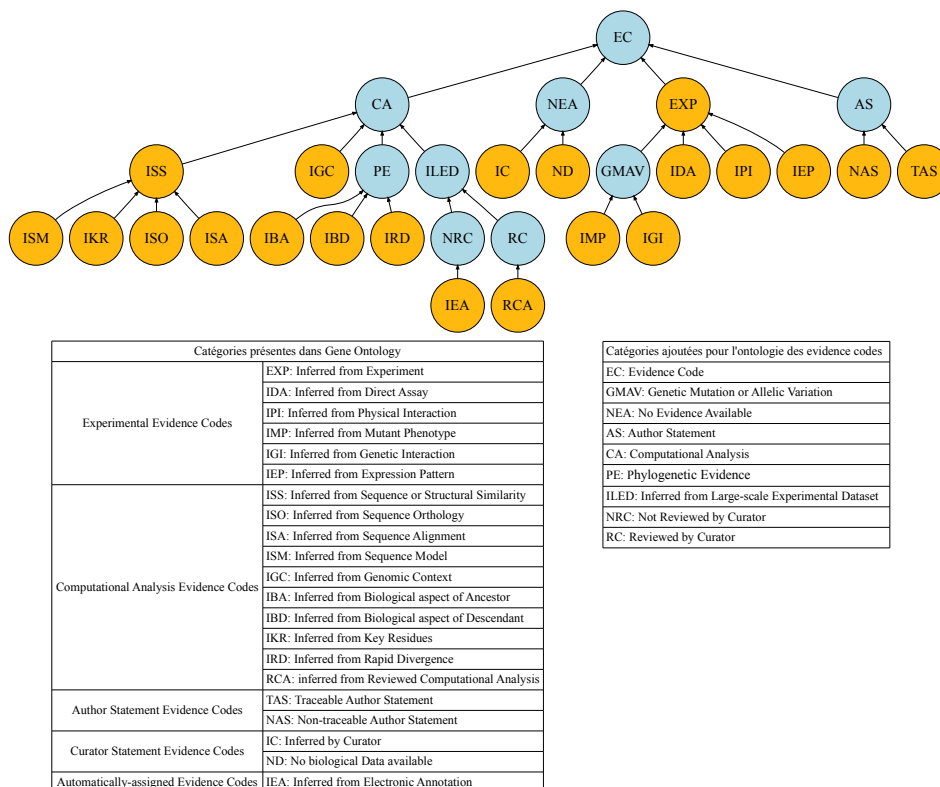 EC
CA
NEA
EXP
AS
ISS
IGC
PE
ILED
IC
ND
GMAV
IDA
IPI
IEP
NAS
TAS
ISM
IKR
ISO
ISA
IBA
IBD
IRD
NRC
RC
IMP
IGI
IEA
RCA
Catégories présentes dans Gene Ontology
Experimental Evidence Codes
EXP: Inferred from Experiment
IDA: Inferred from Direct Assay
IPI: Inferred from Physical Interaction
IMP: Inferred from Mutant Phenotype
IGI: Inferred from Genetic Interaction
IEP: Inferred from Expression Pattern
Computational Analysis Evidence Codes
ISS: Inferred from Sequence or Structural Similarity
ISO: Inferred from Sequence Orthology
ISA: Inferred from Sequence Alignment
ISM: Inferred from Sequence Model
IGC: Inferred from Genomic Context
IBA: Inferred from Biological aspect of Ancestor
IBD: Inferred from Biological aspect of Descendant
IKR: Inferred from Key Residues
IRD: Inferred from Rapid Divergence
RCA: inferred from Reviewed Computational Analysis
Author Statement Evidence Codes
TAS: Traceable Author Statement
NAS: Non-traceable Author Statement
Curator Statement Evidence Codes
IC: Inferred by Curator
ND: No biological Data available
Automatically-assigned Evidence Codes
IEA: Inferred from Electronic Annotation
Catégories ajoutées pour l'ontologie des evidence codes
EC: Evidence Code
GMAV: Genetic Mutation or Allelic Variation
NEA: No Evidence Available
AS: Author Statement
CA: Computational Analysis
PE: Phylogenetic Evidence
ILED: Inferred from Large-scale Experimental Dataset
NRC: Not Reviewed by Curator
RC: Reviewed by Curator